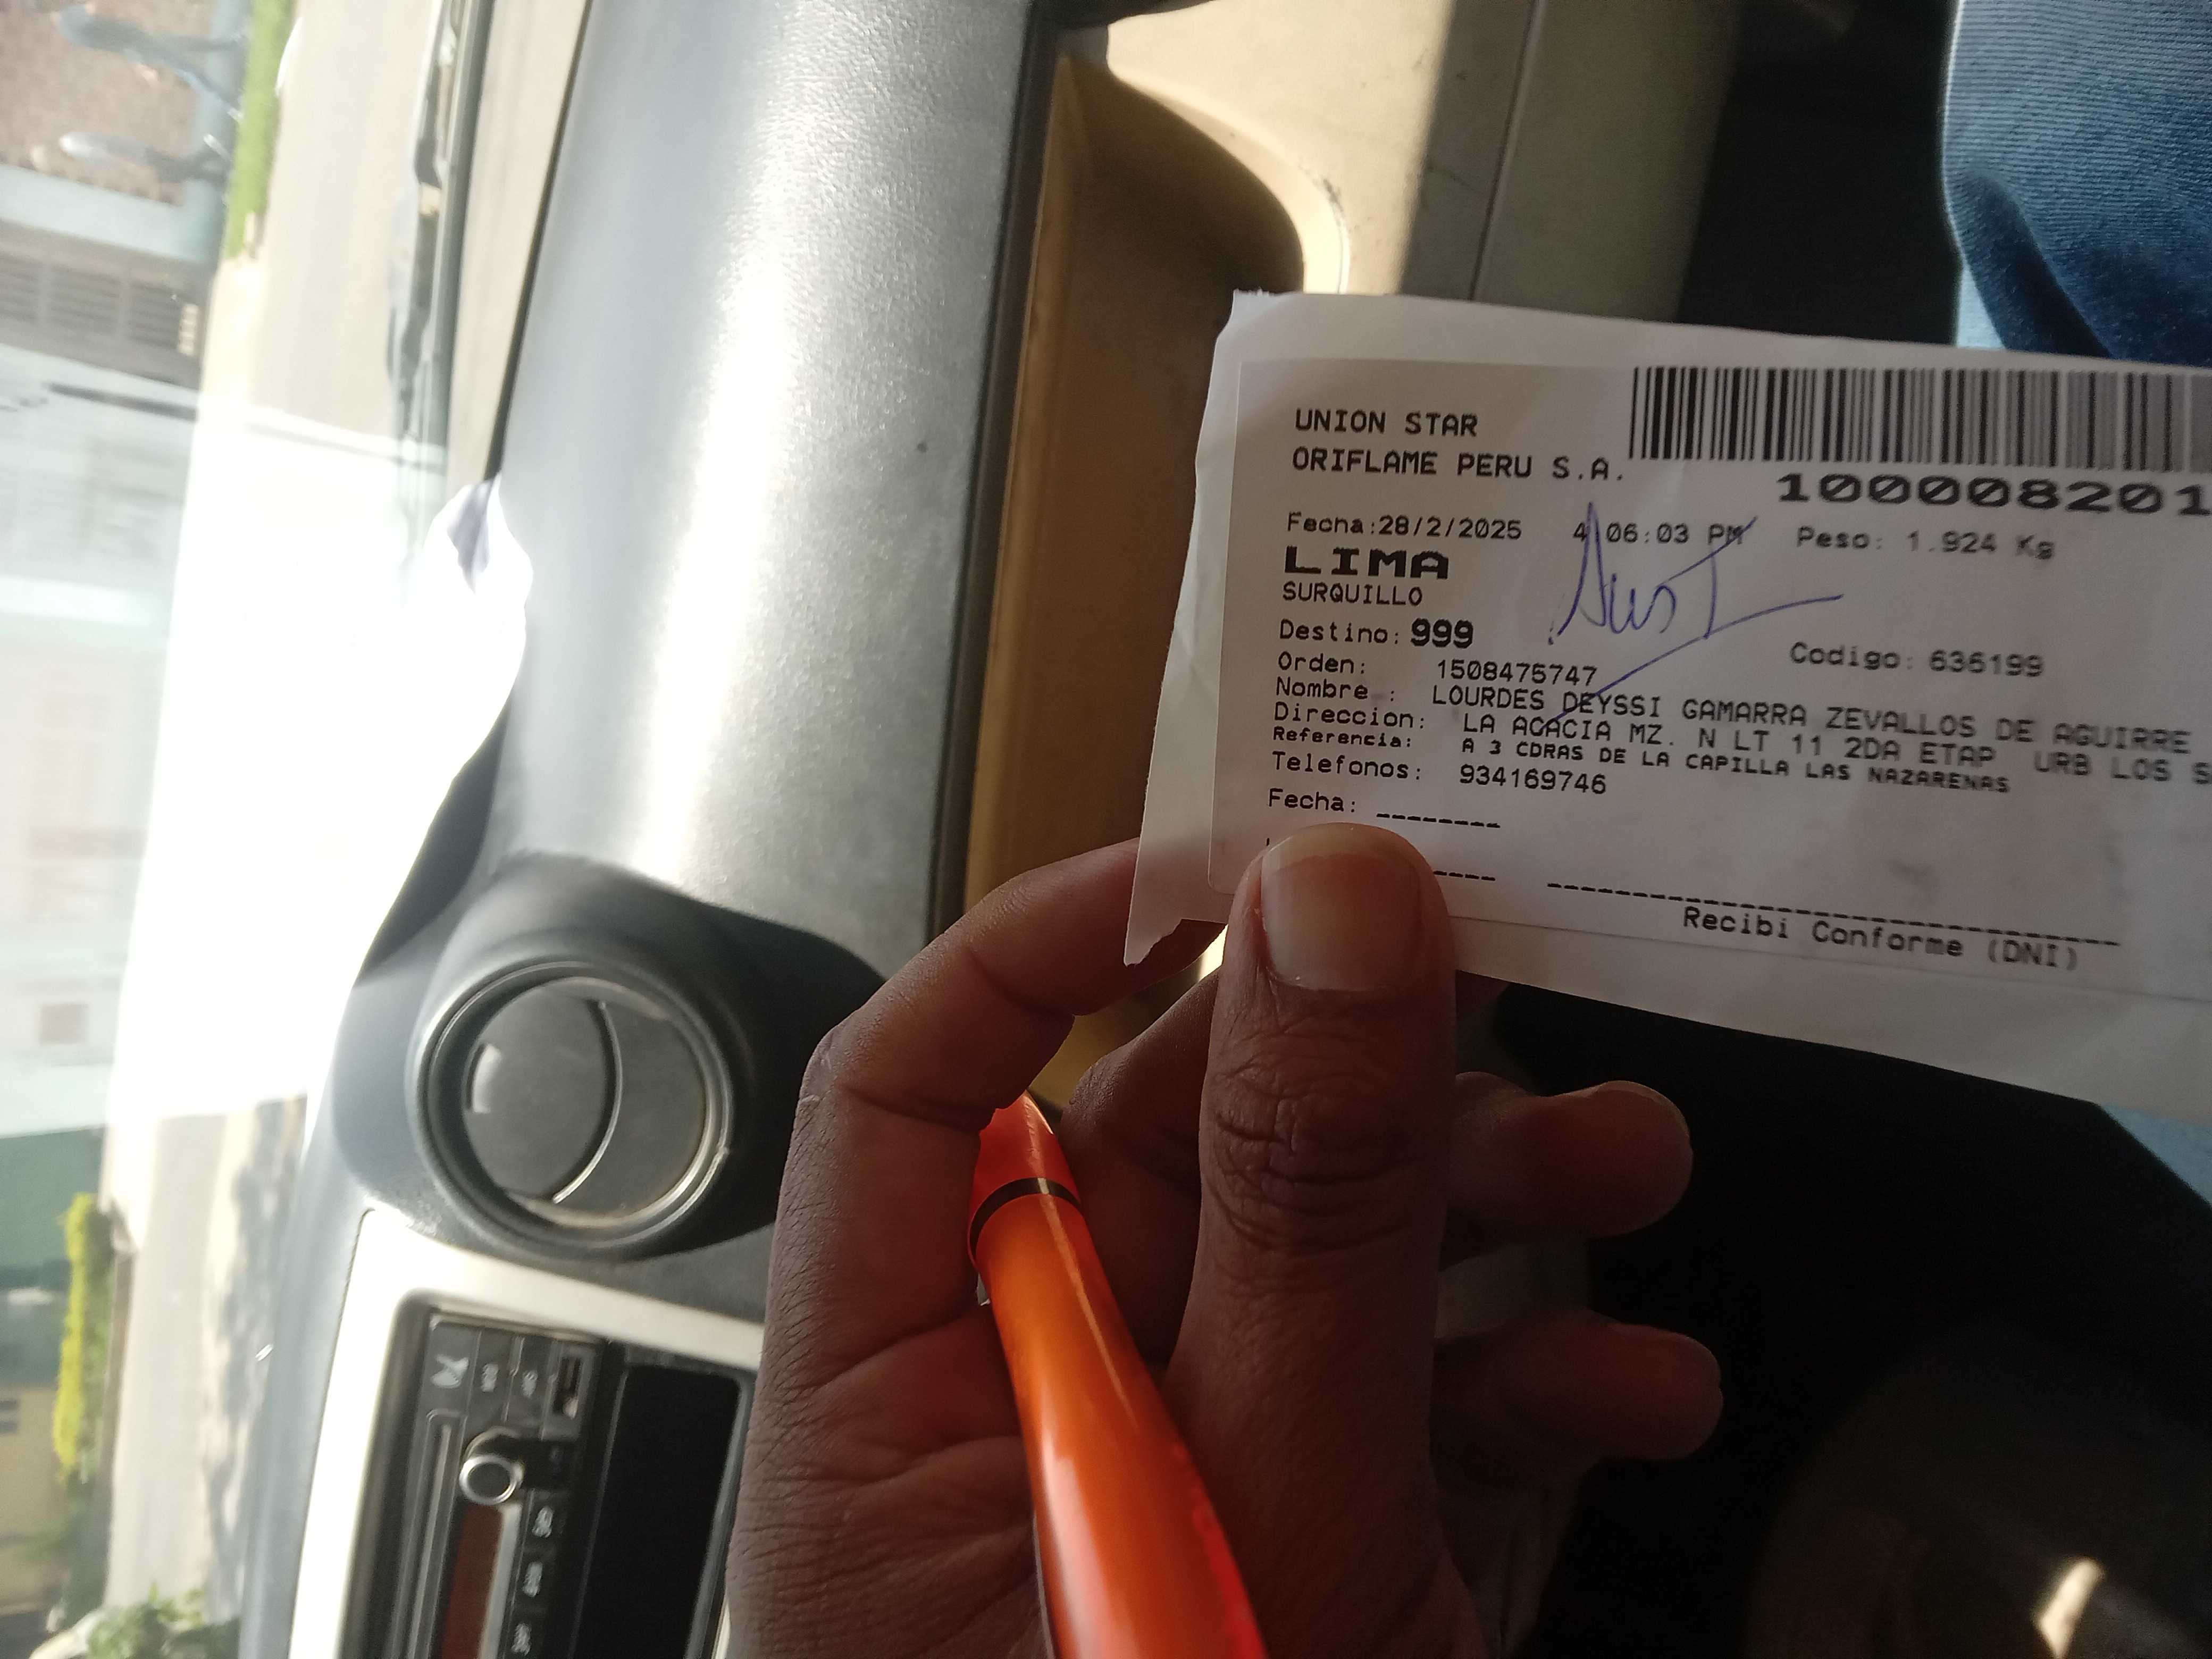 UNION STAR
ORIFLAME PERU S.A.
100008201
Fecha:28/2/2025 4:06:03 PM Peso: 1.924 Kg
LIMA
SURQUILLO
Destino: 999
Codigo: 636199
Orden: 1508475747
Nombre : LOURDES DEYSSI GAMARRA ZEVALLOS DE AGUIRRE
Direccion: LA ACACIA MZ. N LT 11 2DA ETAP URB LOS S
Referencia: A 3 CDRAS DE LA CAPILLA LAS NAZARENAS
Telefonos: 934169746
Fecha: --------
Recibi Conforme (DNI)